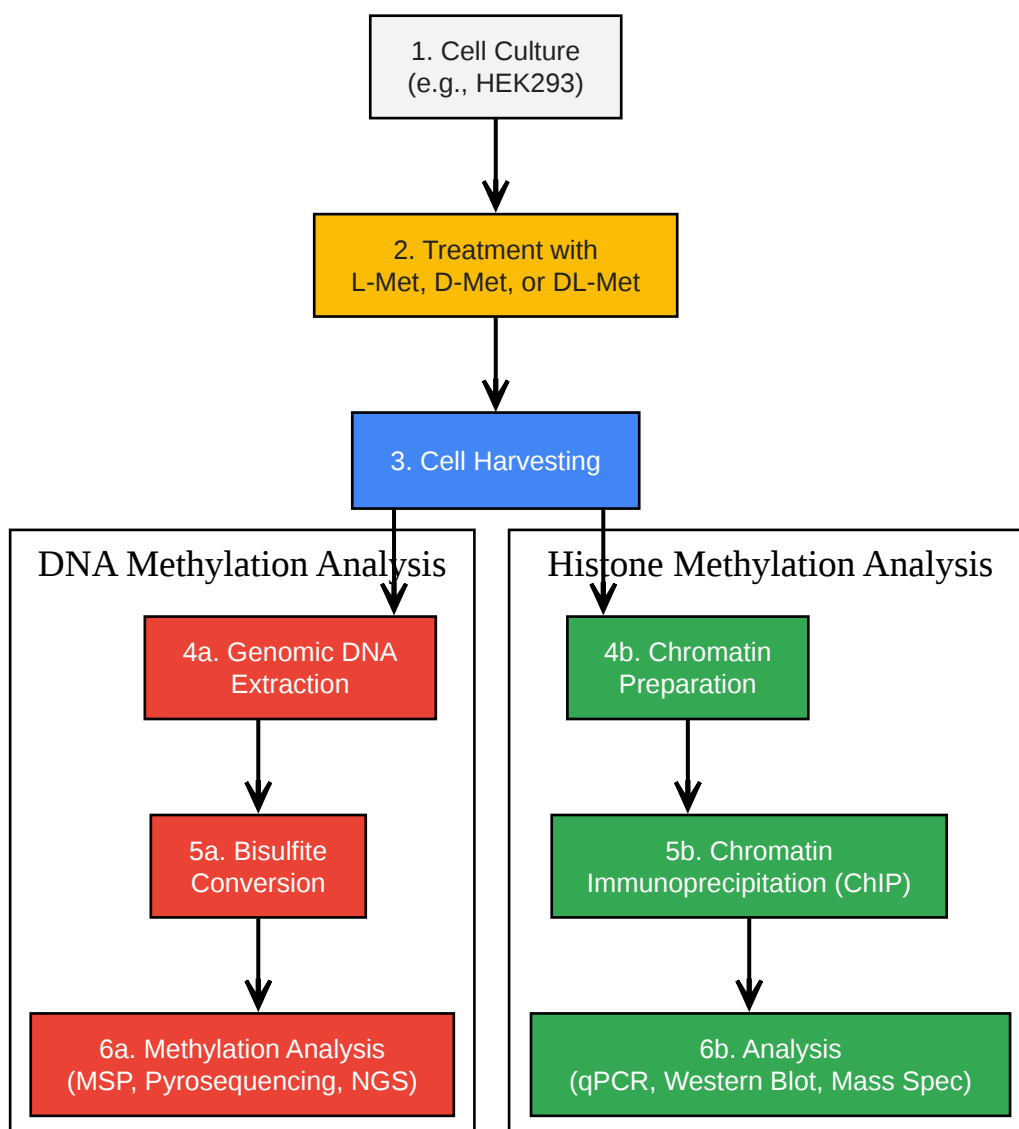 1. Cell Culture
(e.g., HEK293)
2. Treatment with
L-Met, D-Met, or DL-Met
3. Cell Harvesting
DNA Methylation Analysis
4a. Genomic DNA
Extraction
5a. Bisulfite
Conversion
6a. Methylation Analysis
(MSP, Pyrosequencing, NGS)
Histone Methylation Analysis
4b. Chromatin
Preparation
5b. Chromatin
Immunoprecipitation (ChIP)
6b. Analysis
(qPCR, Western Blot, Mass Spec)